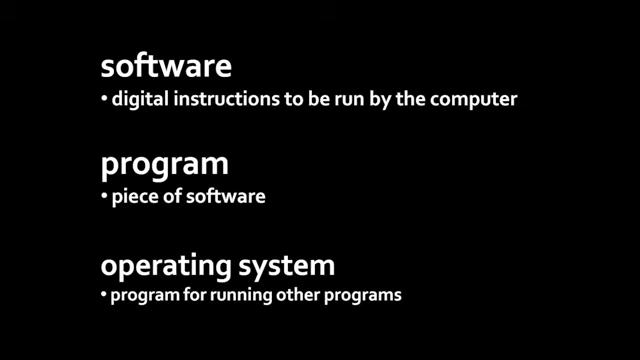 software
• digital instructions to be run by the computer
program
• piece of software
operating system
• program for running other programs